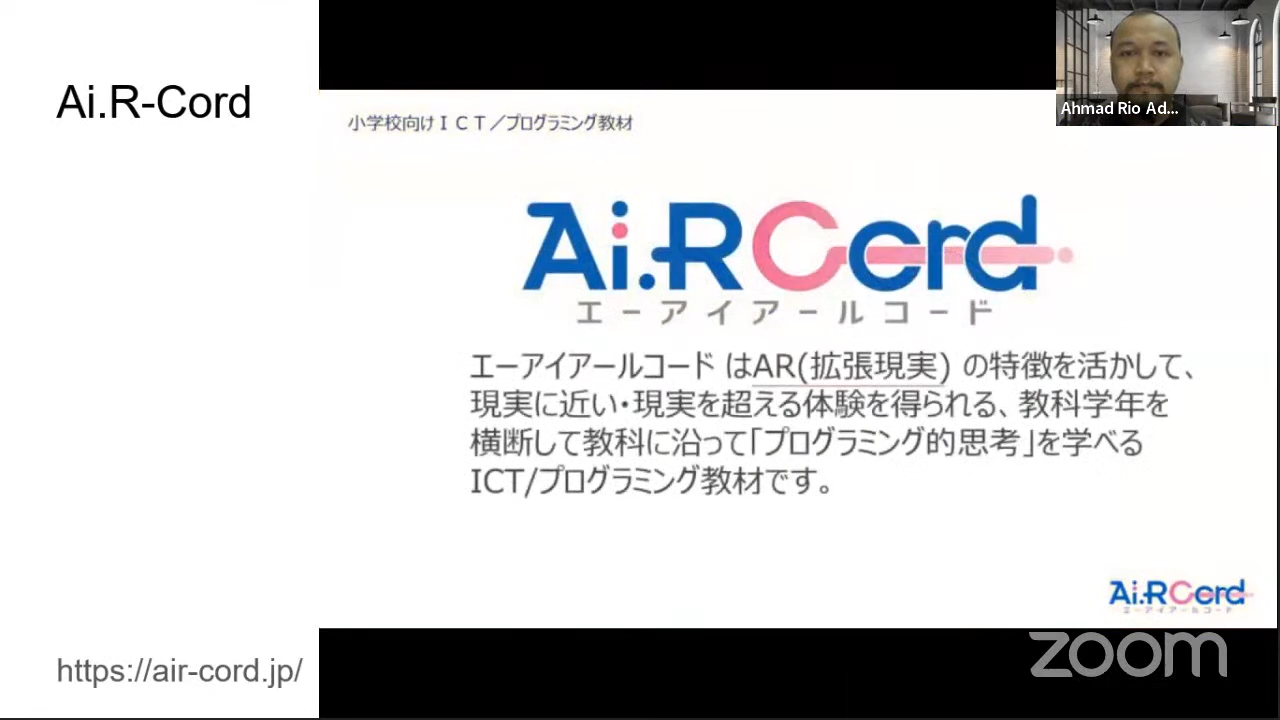 Ai.R-Cord
Ahmad Rio Ad...
小学校向けＩＣＴ／プログラミング教材
Ai.RCord
エーアイアールコード
エーアイアールコード はAR(拡張現実) の特徴を活かして、
現実に近い・現実を超える体験を得られる、教科学年を
横断して教科に沿って「プログラミング的思考」を学べる
ICT/プログラミング教材です。
Ai.RCord
エーアイアールコード
https://air-cord.jp/
zoom